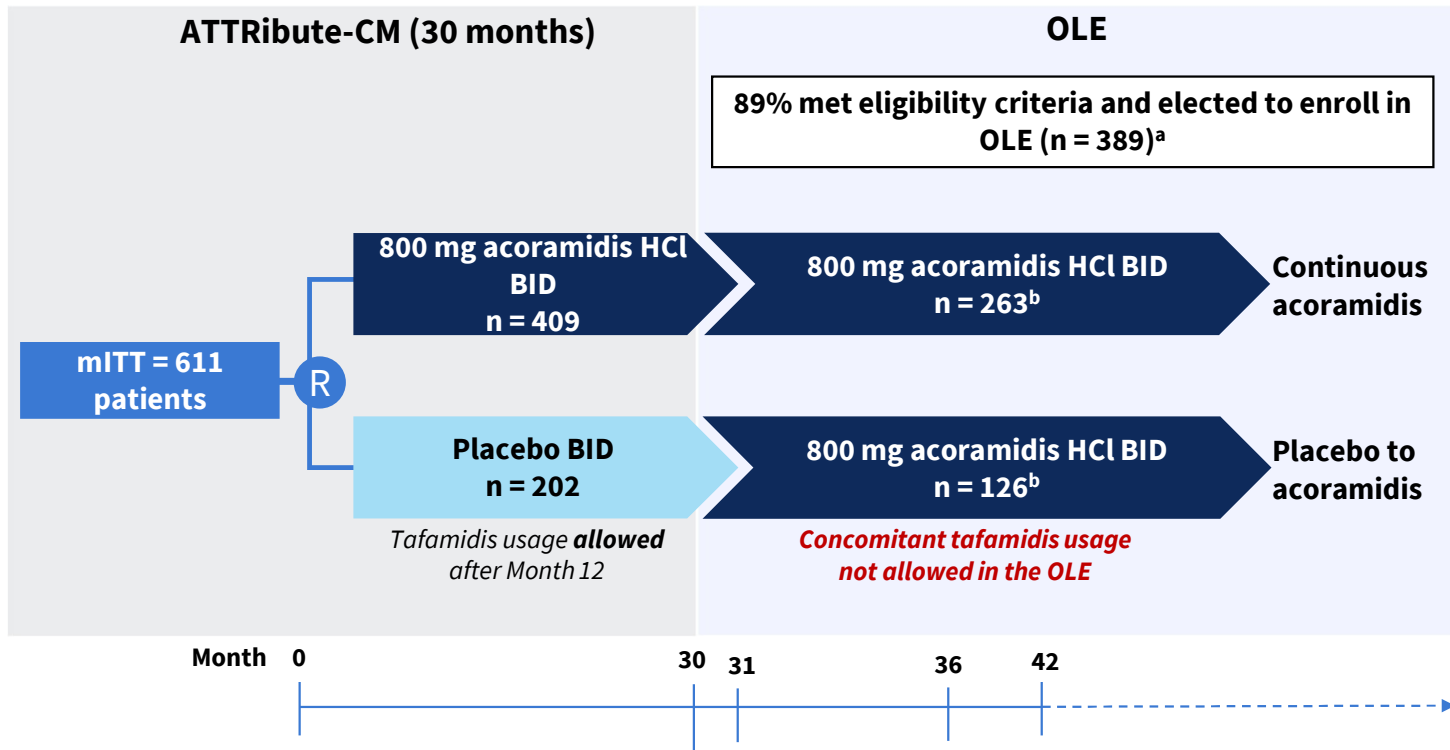 ATTRibute-CM (30 months)
OLE
89% met eligibility criteria and elected to enroll in
OLE (n = 389)ᵃ
800 mg acoramidis HCl
BID
n = 409
800 mg acoramidis HCl BID
n = 263ᵇ
Continuous
acoramidis
mITT = 611
patients
R
Placebo BID
n = 202
800 mg acoramidis HCl BID
n = 126ᵇ
Placebo to
acoramidis
Tafamidis usage allowed
after Month 12
Concomitant tafamidis usage
not allowed in the OLE
Month 0 30 31 36 42